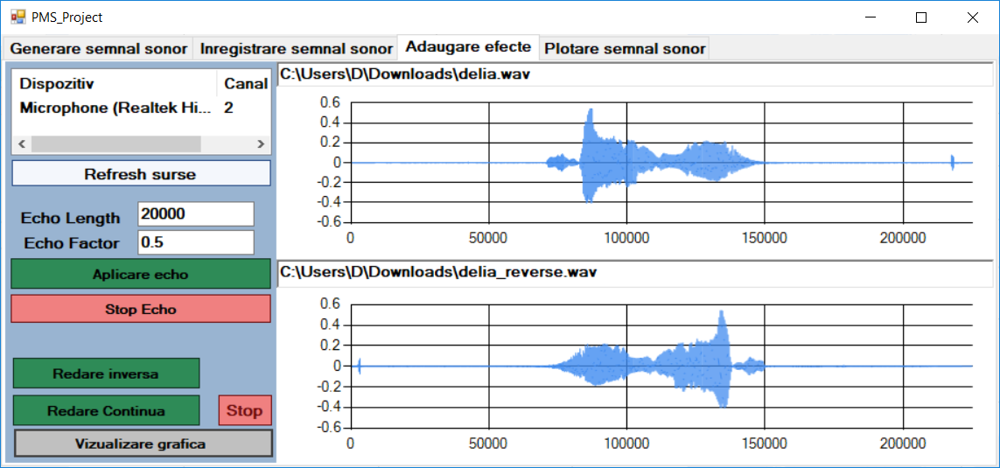 PMS_Project
Generare semnal sonor Inregistrare semnal sonor Adaugare efecte Plotare semnal sonor
Dispozitiv Canal
Microphone (Realtek Hi... 2
Refresh surse
Echo Length 20000
Echo Factor 0.5
Aplicare echo
Stop Echo
Redare inversa
Redare Continua Stop
Vizualizare grafica
C:\Users\D\Downloads\delia.wav
0.6
0.4
0.2
0
-0.2
-0.4
-0.6
0 50000 100000 150000 200000
C:\Users\D\Downloads\delia_reverse.wav
0.6
0.4
0.2
0
-0.2
-0.4
-0.6
0 50000 100000 150000 200000